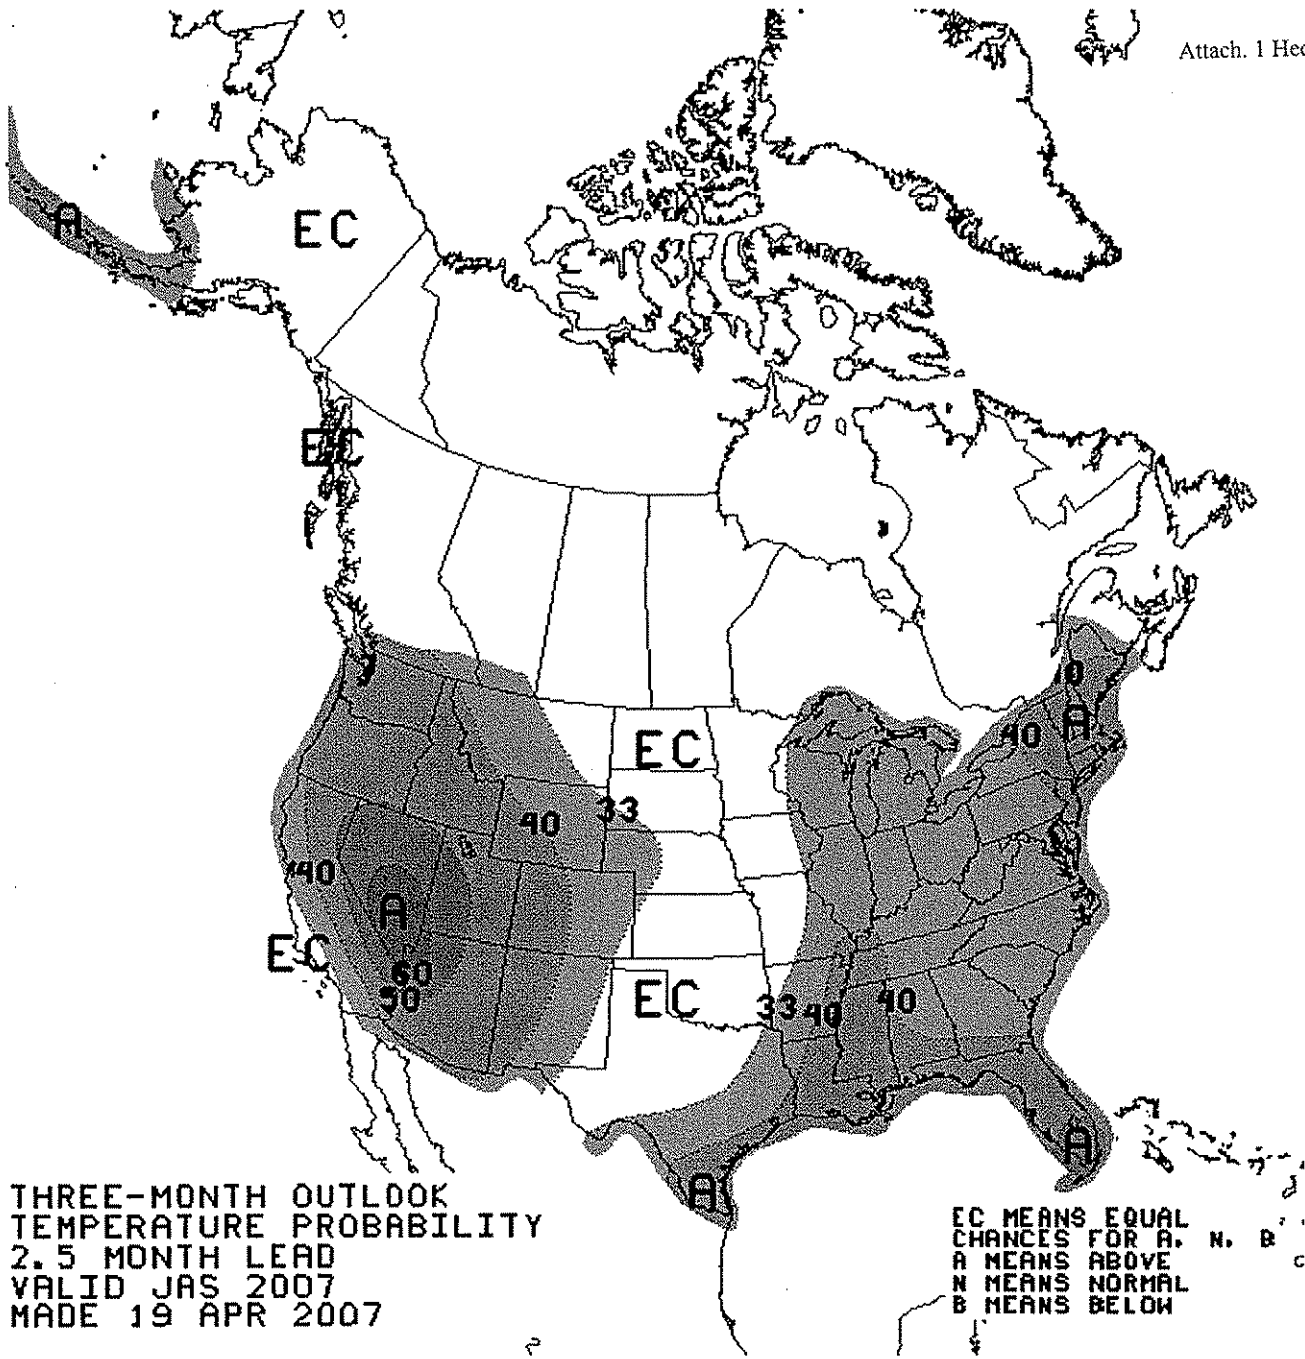 Attach. 1
A
EC
EC
A
40
EC
40
33
40
A
EC
60
50
EC
33
40
40
A
A
THREE-MONTH OUTLOOK
TEMPERATURE PROBABILITY
2.5 MONTH LEAD
VALID JAS 2007
MADE 19 APR 2007
EC MEANS EQUAL
CHANCES FOR A, N, B
A MEANS ABOVE
N MEANS NORMAL
B MEANS BELOW